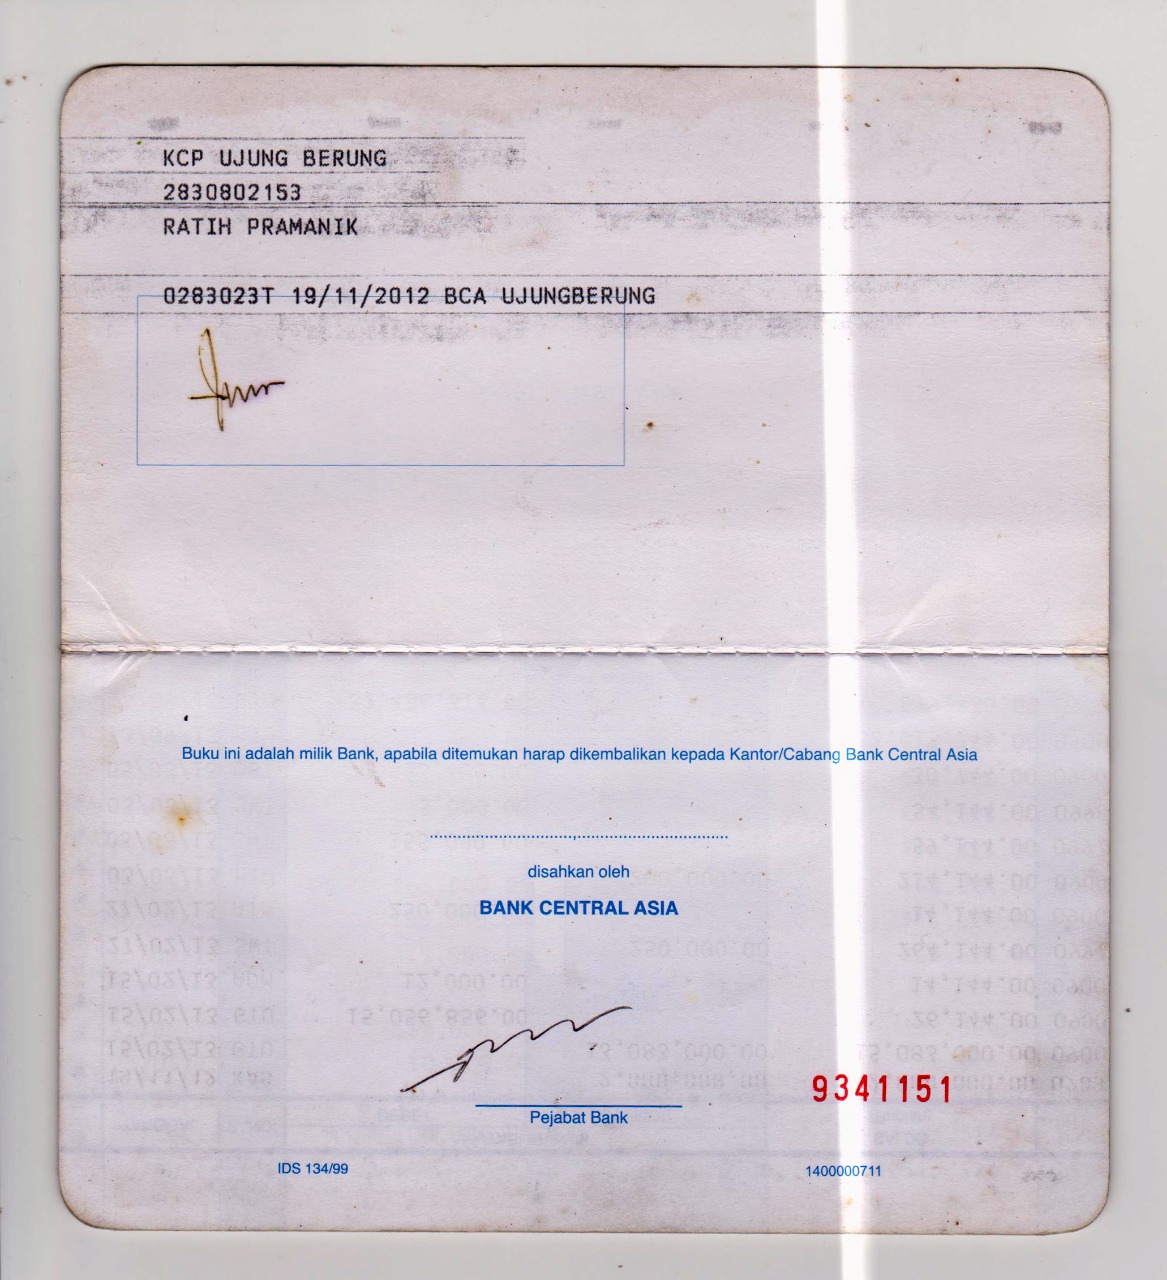 KCP UJUNG BERUNG
2830802153
RATIH PRAMANIK
0283023T 19/11/2012 BCA UJUNGBERUNG
Buku ini adalah milik Bank, apabila ditemukan harap dikembalikan kepada Kantor/Cabang Bank Central Asia
disahkan oleh
BANK CENTRAL ASIA
9341151
Pejabat Bank
IDS 134/99 1400000711